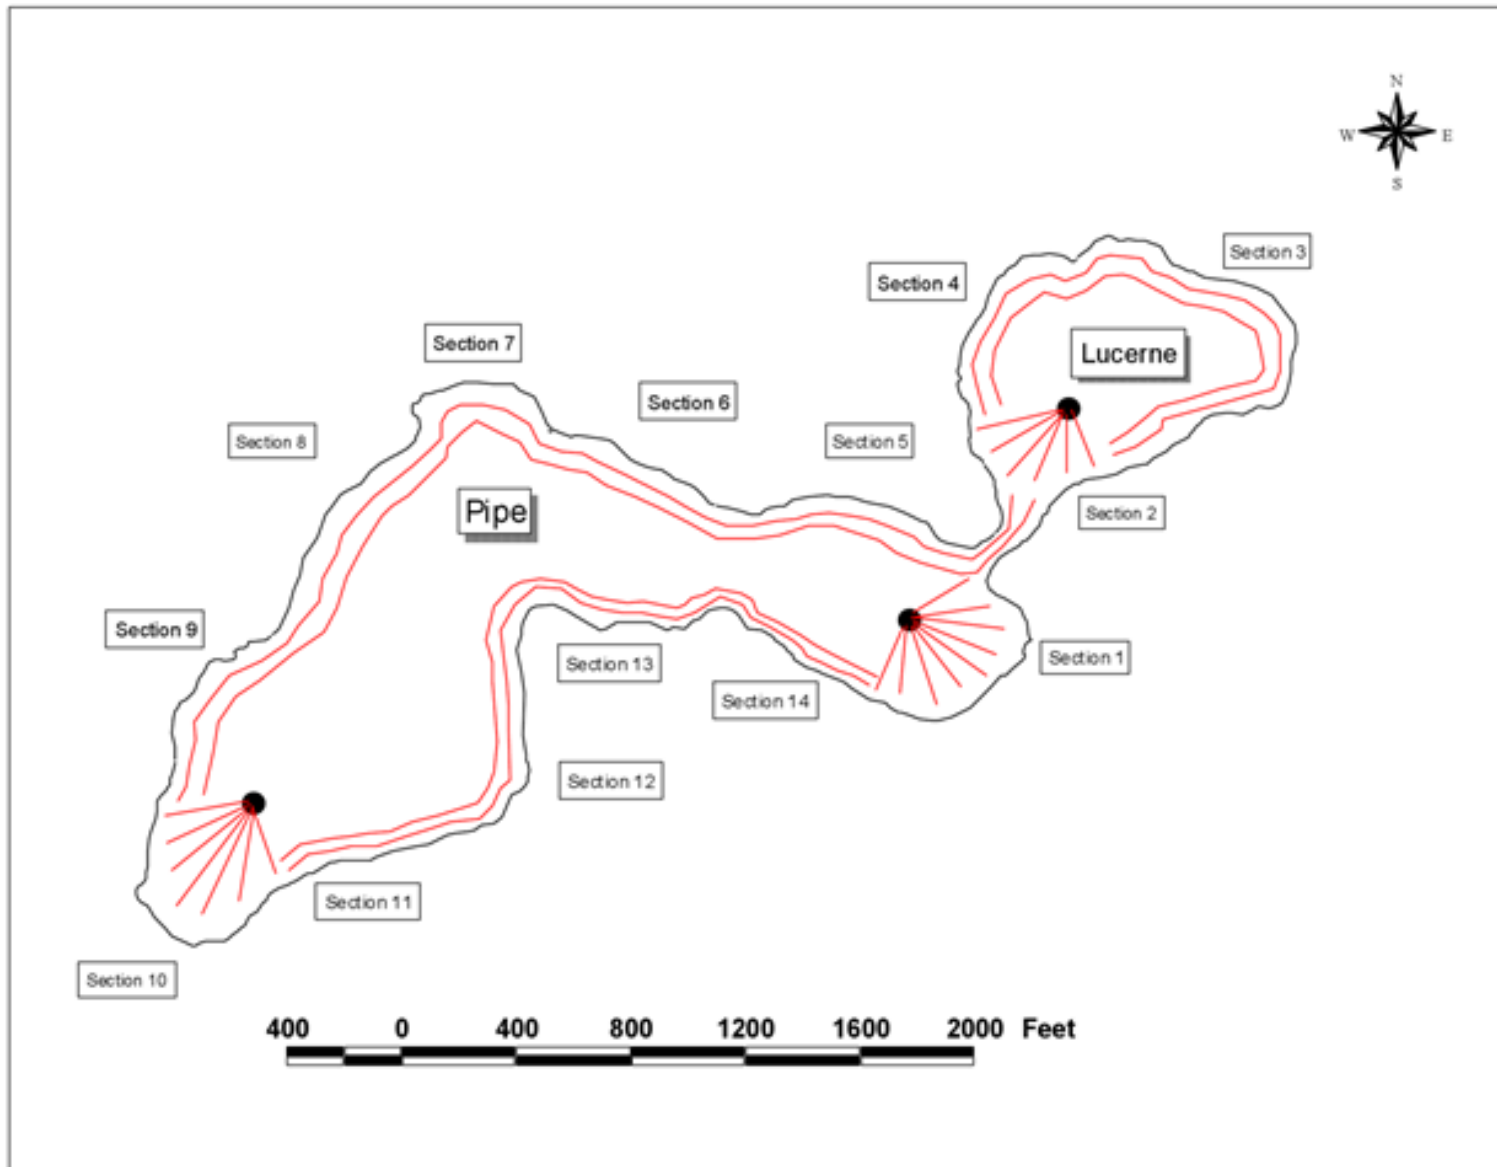 N
W E
S
Section 3
Section 4
Lucerne
Section 7
Section 6
Section 8
Section 5
Pipe
Section 2
Section 9
Section 1
Section 13
Section 14
Section 12
Section 11
Section 10
400 0 400 800 1200 1600 2000 Feet